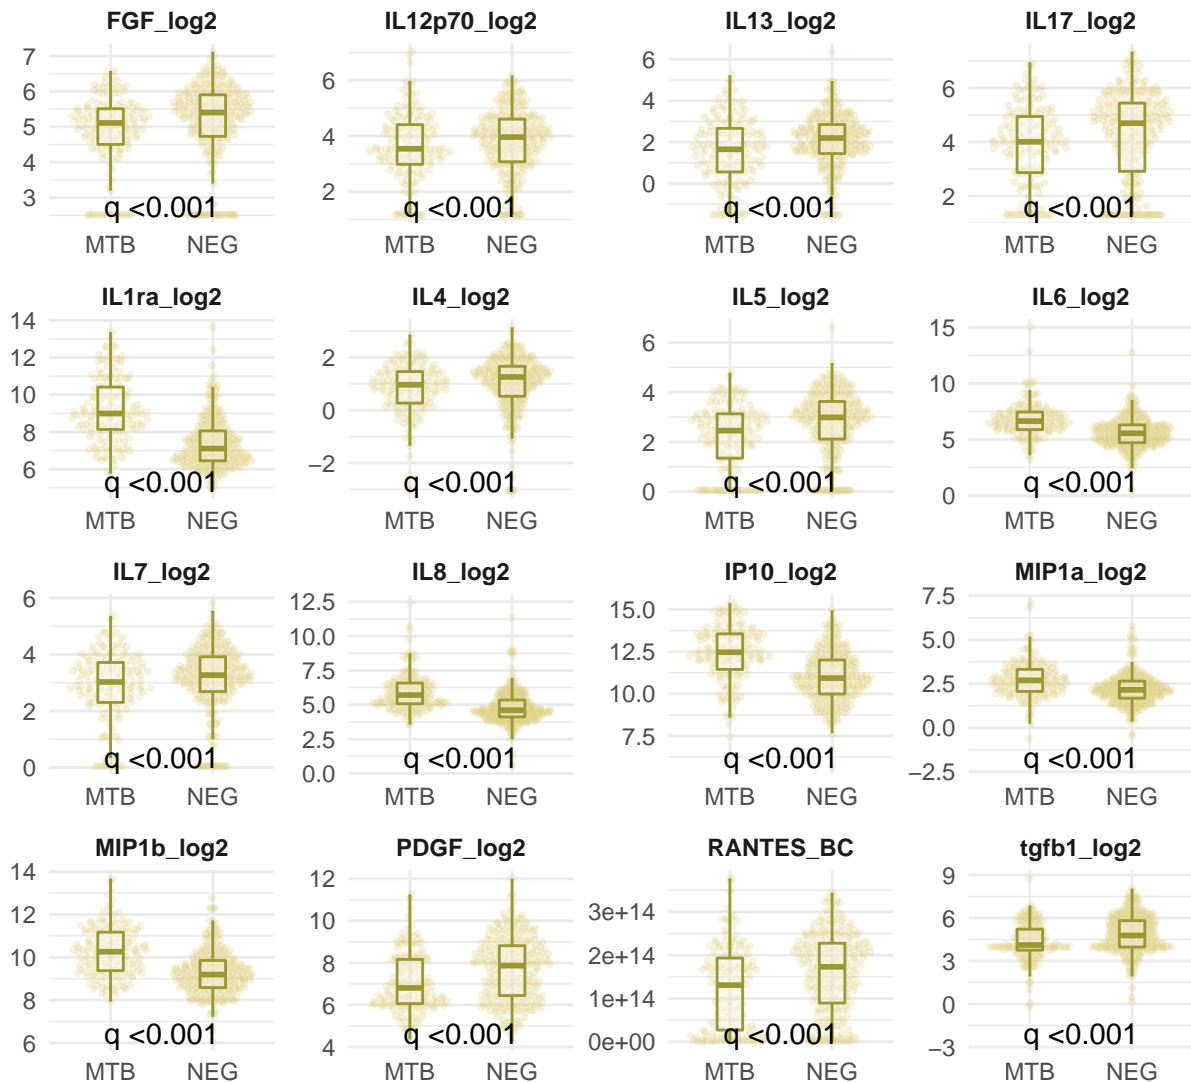 FGF_log2
7
6
5
4
3
q <0.001
MTB NEG
IL12p70_log2
6
4
2
q <0.001
MTB NEG
IL13_log2
6
4
2
0
q <0.001
MTB NEG
IL17_log2
6
4
2
q <0.001
MTB NEG
IL1ra_log2
14
12
10
8
6
q <0.001
MTB NEG
IL4_log2
2
0
−2
q <0.001
MTB NEG
IL5_log2
6
4
2
0
q <0.001
MTB NEG
IL6_log2
15
10
5
0
q <0.001
MTB NEG
IL7_log2
6
4
2
0
q <0.001
MTB NEG
IL8_log2
12.5
10.0
7.5
5.0
2.5
0.0
q <0.001
MTB NEG
IP10_log2
15.0
12.5
10.0
7.5
q <0.001
MTB NEG
MIP1a_log2
7.5
5.0
2.5
0.0
−2.5
q <0.001
MTB NEG
MIP1b_log2
14
12
10
8
6
q <0.001
MTB NEG
PDGF_log2
12
10
8
6
4
q <0.001
MTB NEG
RANTES_BC
3e+14
2e+14
1e+14
0e+00
q <0.001
MTB NEG
tgfb1_log2
9
6
3
0
−3
q <0.001
MTB NEG